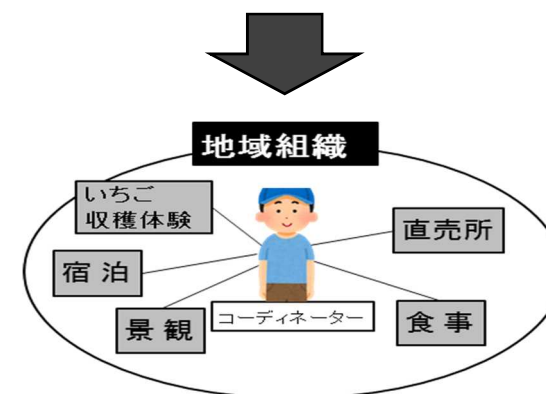 地域組織
いちご
収穫体験
直売所
宿泊
景観
コーディネーター
食事